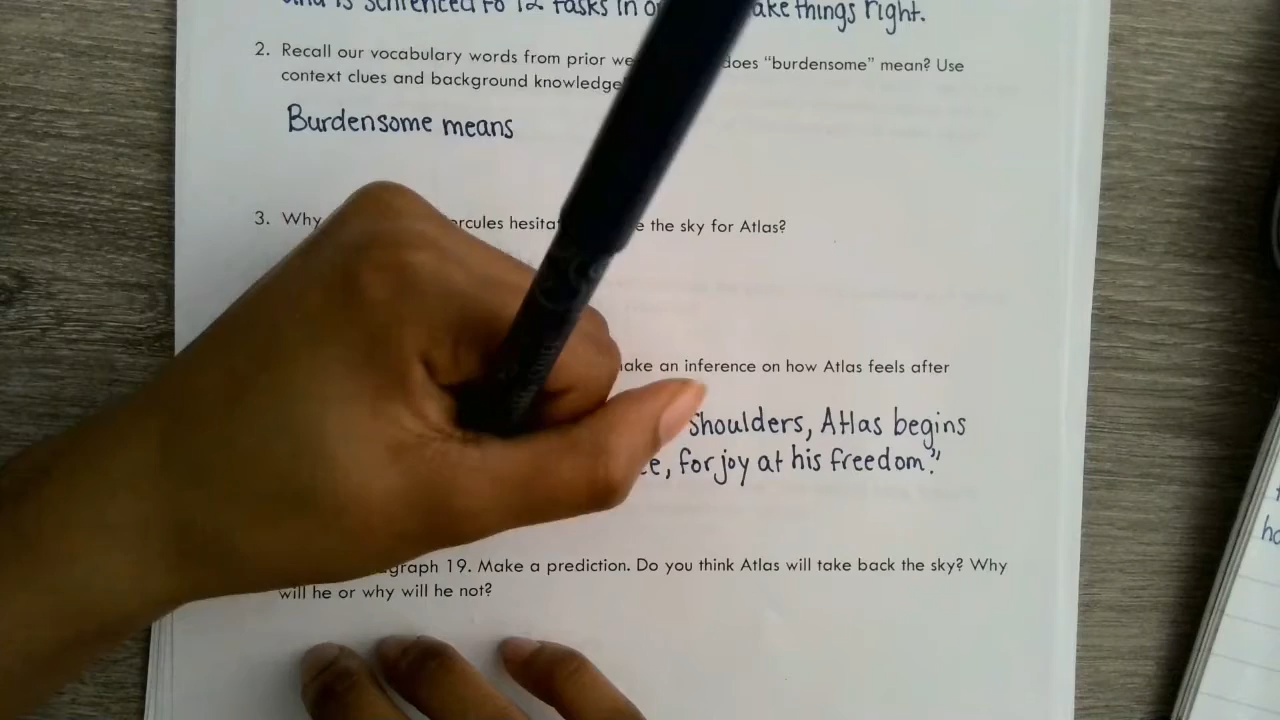 is sentenced to 12 tasks in ake things right.
2. Recall our vocabulary words from prior we does “burdensome” mean? Use
context clues and background knowledge
Burdensome means
3. Why rcules hesita e the sky for Atlas?
ake an inference on how Atlas feels after
shoulders, Atlas begins
e, for joy at his freedom."
graph 19. Make a prediction. Do you think Atlas will take back the sky? Why
will he or why will he not?